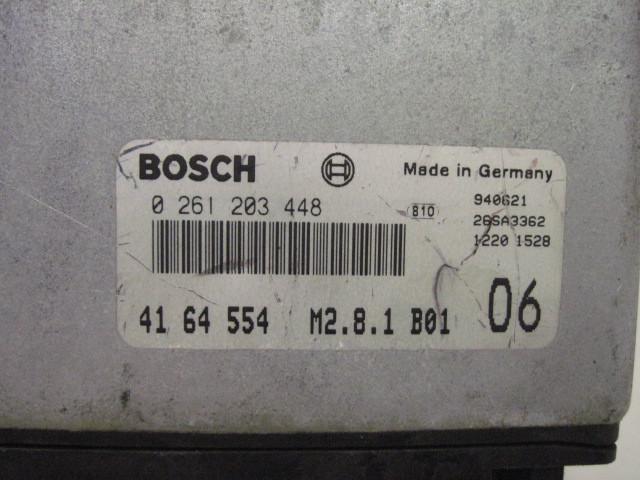 BOSCH Made in Germany
0 261 203 448 810 940621
26SA3362
1220 1528
41 64 554 M2.8.1 B01 06